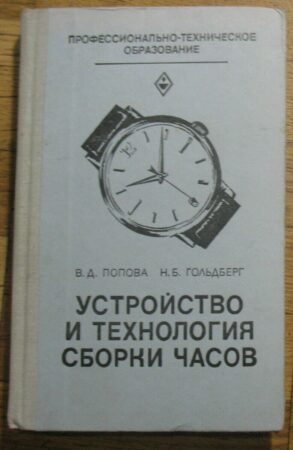 ПРОФЕССИОНАЛЬНО-ТЕХНИЧЕСКОЕ
ОБРАЗОВАНИЕ
В. Д. ПОПОВА Н. Б. ГОЛЬДБЕРГ
УСТРОЙСТВО
И ТЕХНОЛОГИЯ
СБОРКИ ЧАСОВ